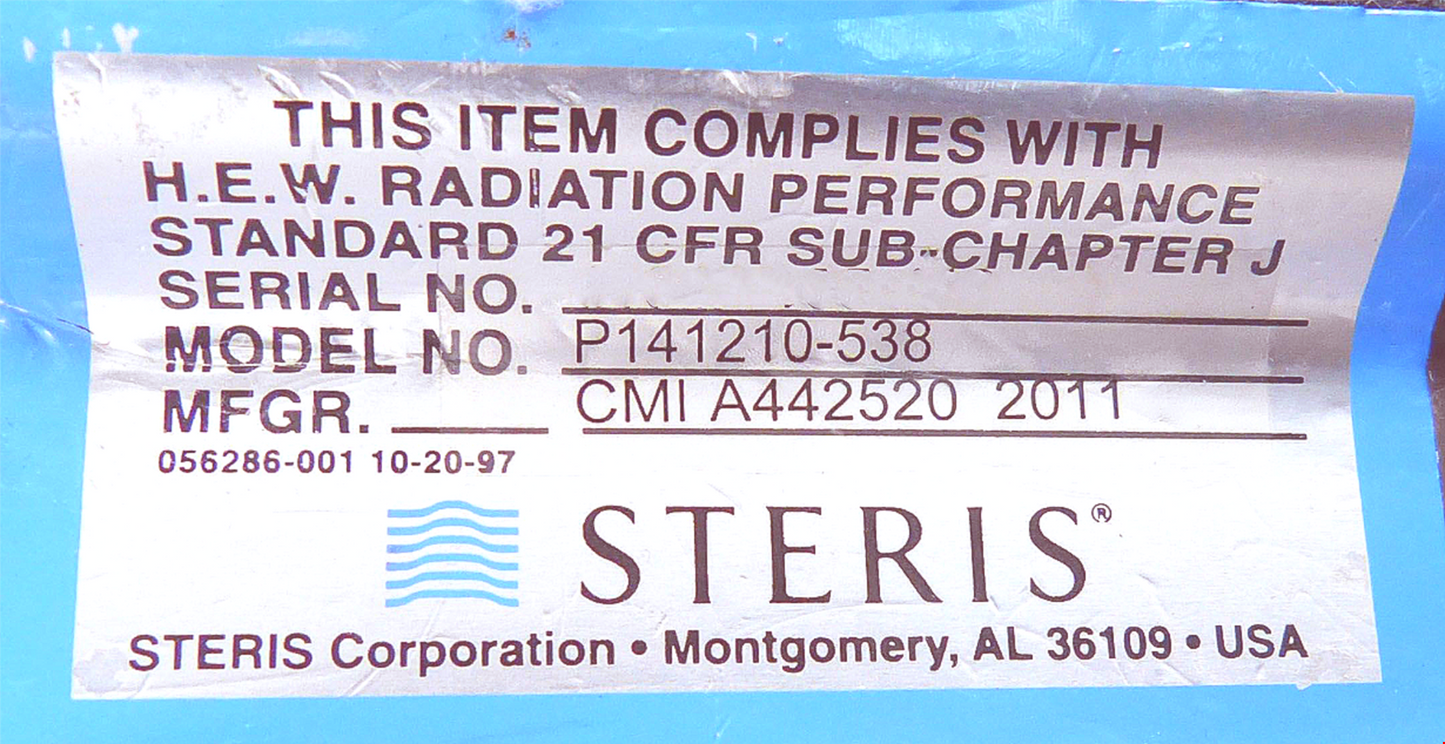 THIS ITEM COMPLIES WITH
H.E.W. RADIATION PERFORMANCE
STANDARD 21 CFR SUB-CHAPTER J
SERIAL NO.
MODEL NO. P141210-538
MFGR. CMI A442520 2011
056286-001 10-20-97
STERIS®
STERIS Corporation • Montgomery, AL 36109 • USA